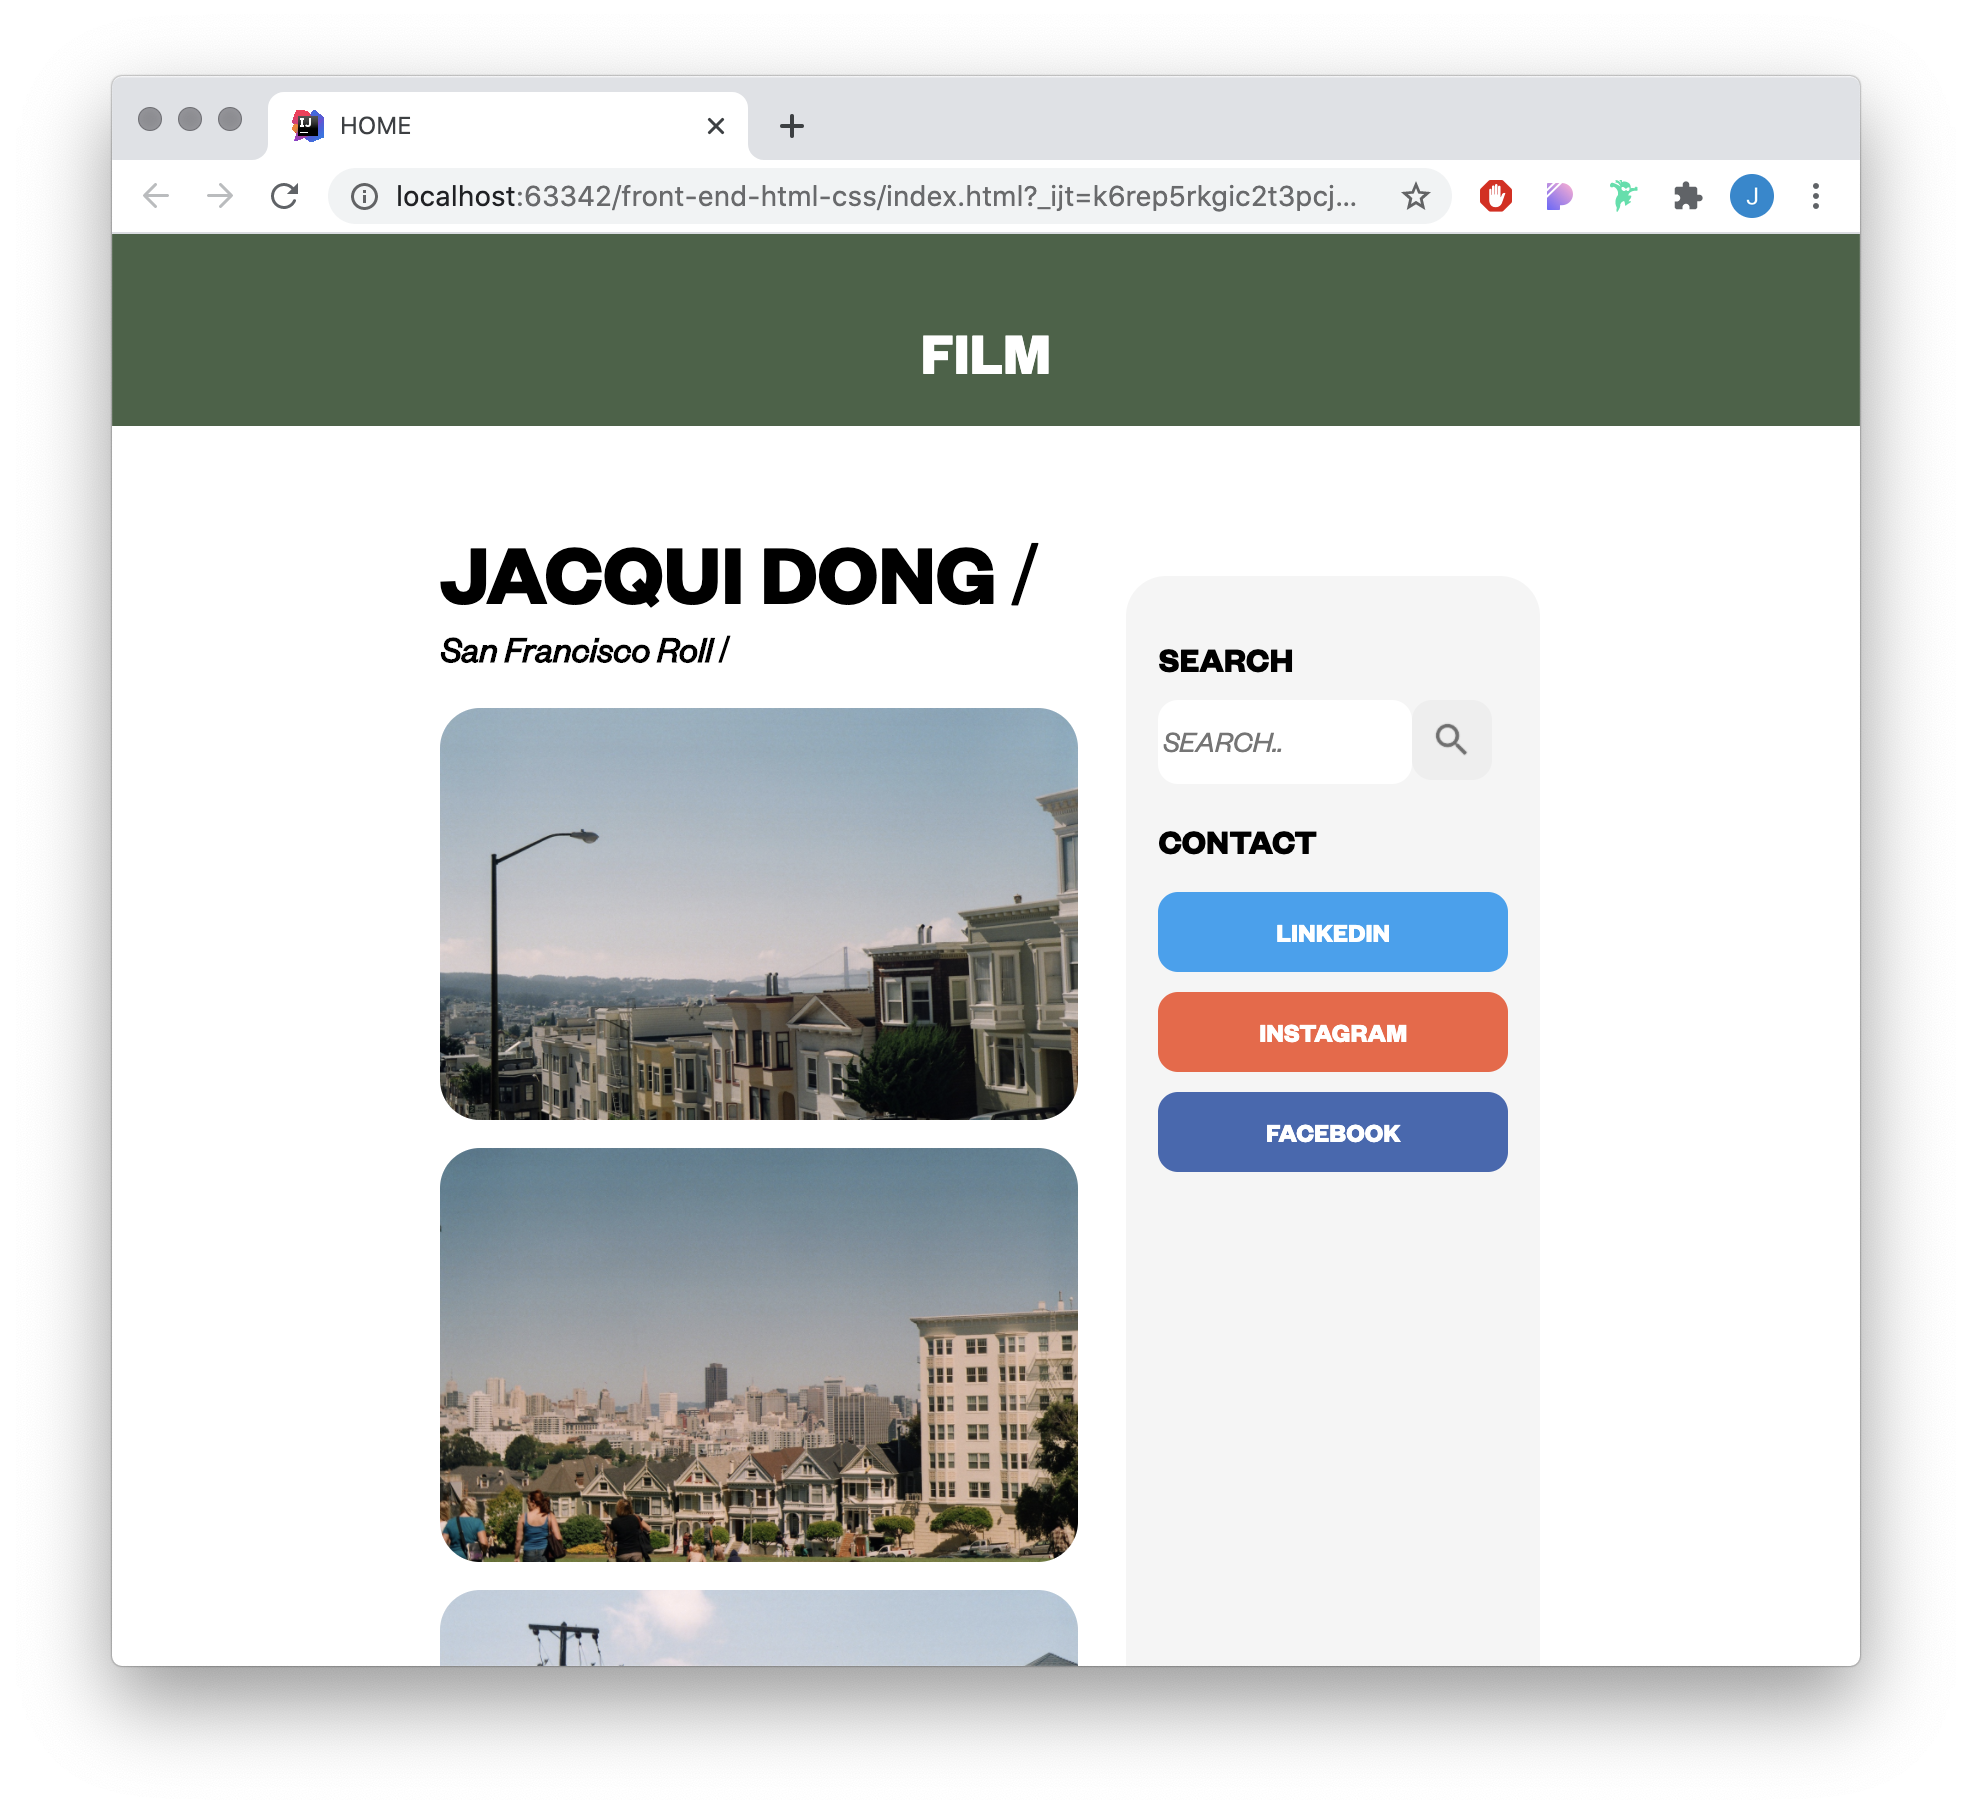 HOME
localhost:63342/front-end-html-css/index.html?_ijt=k6rep5rkgic2t3pcj...
J
FILM
JACQUI DONG /
San Francisco Roll /
SEARCH
SEARCH..
CONTACT
LINKEDIN
INSTAGRAM
FACEBOOK